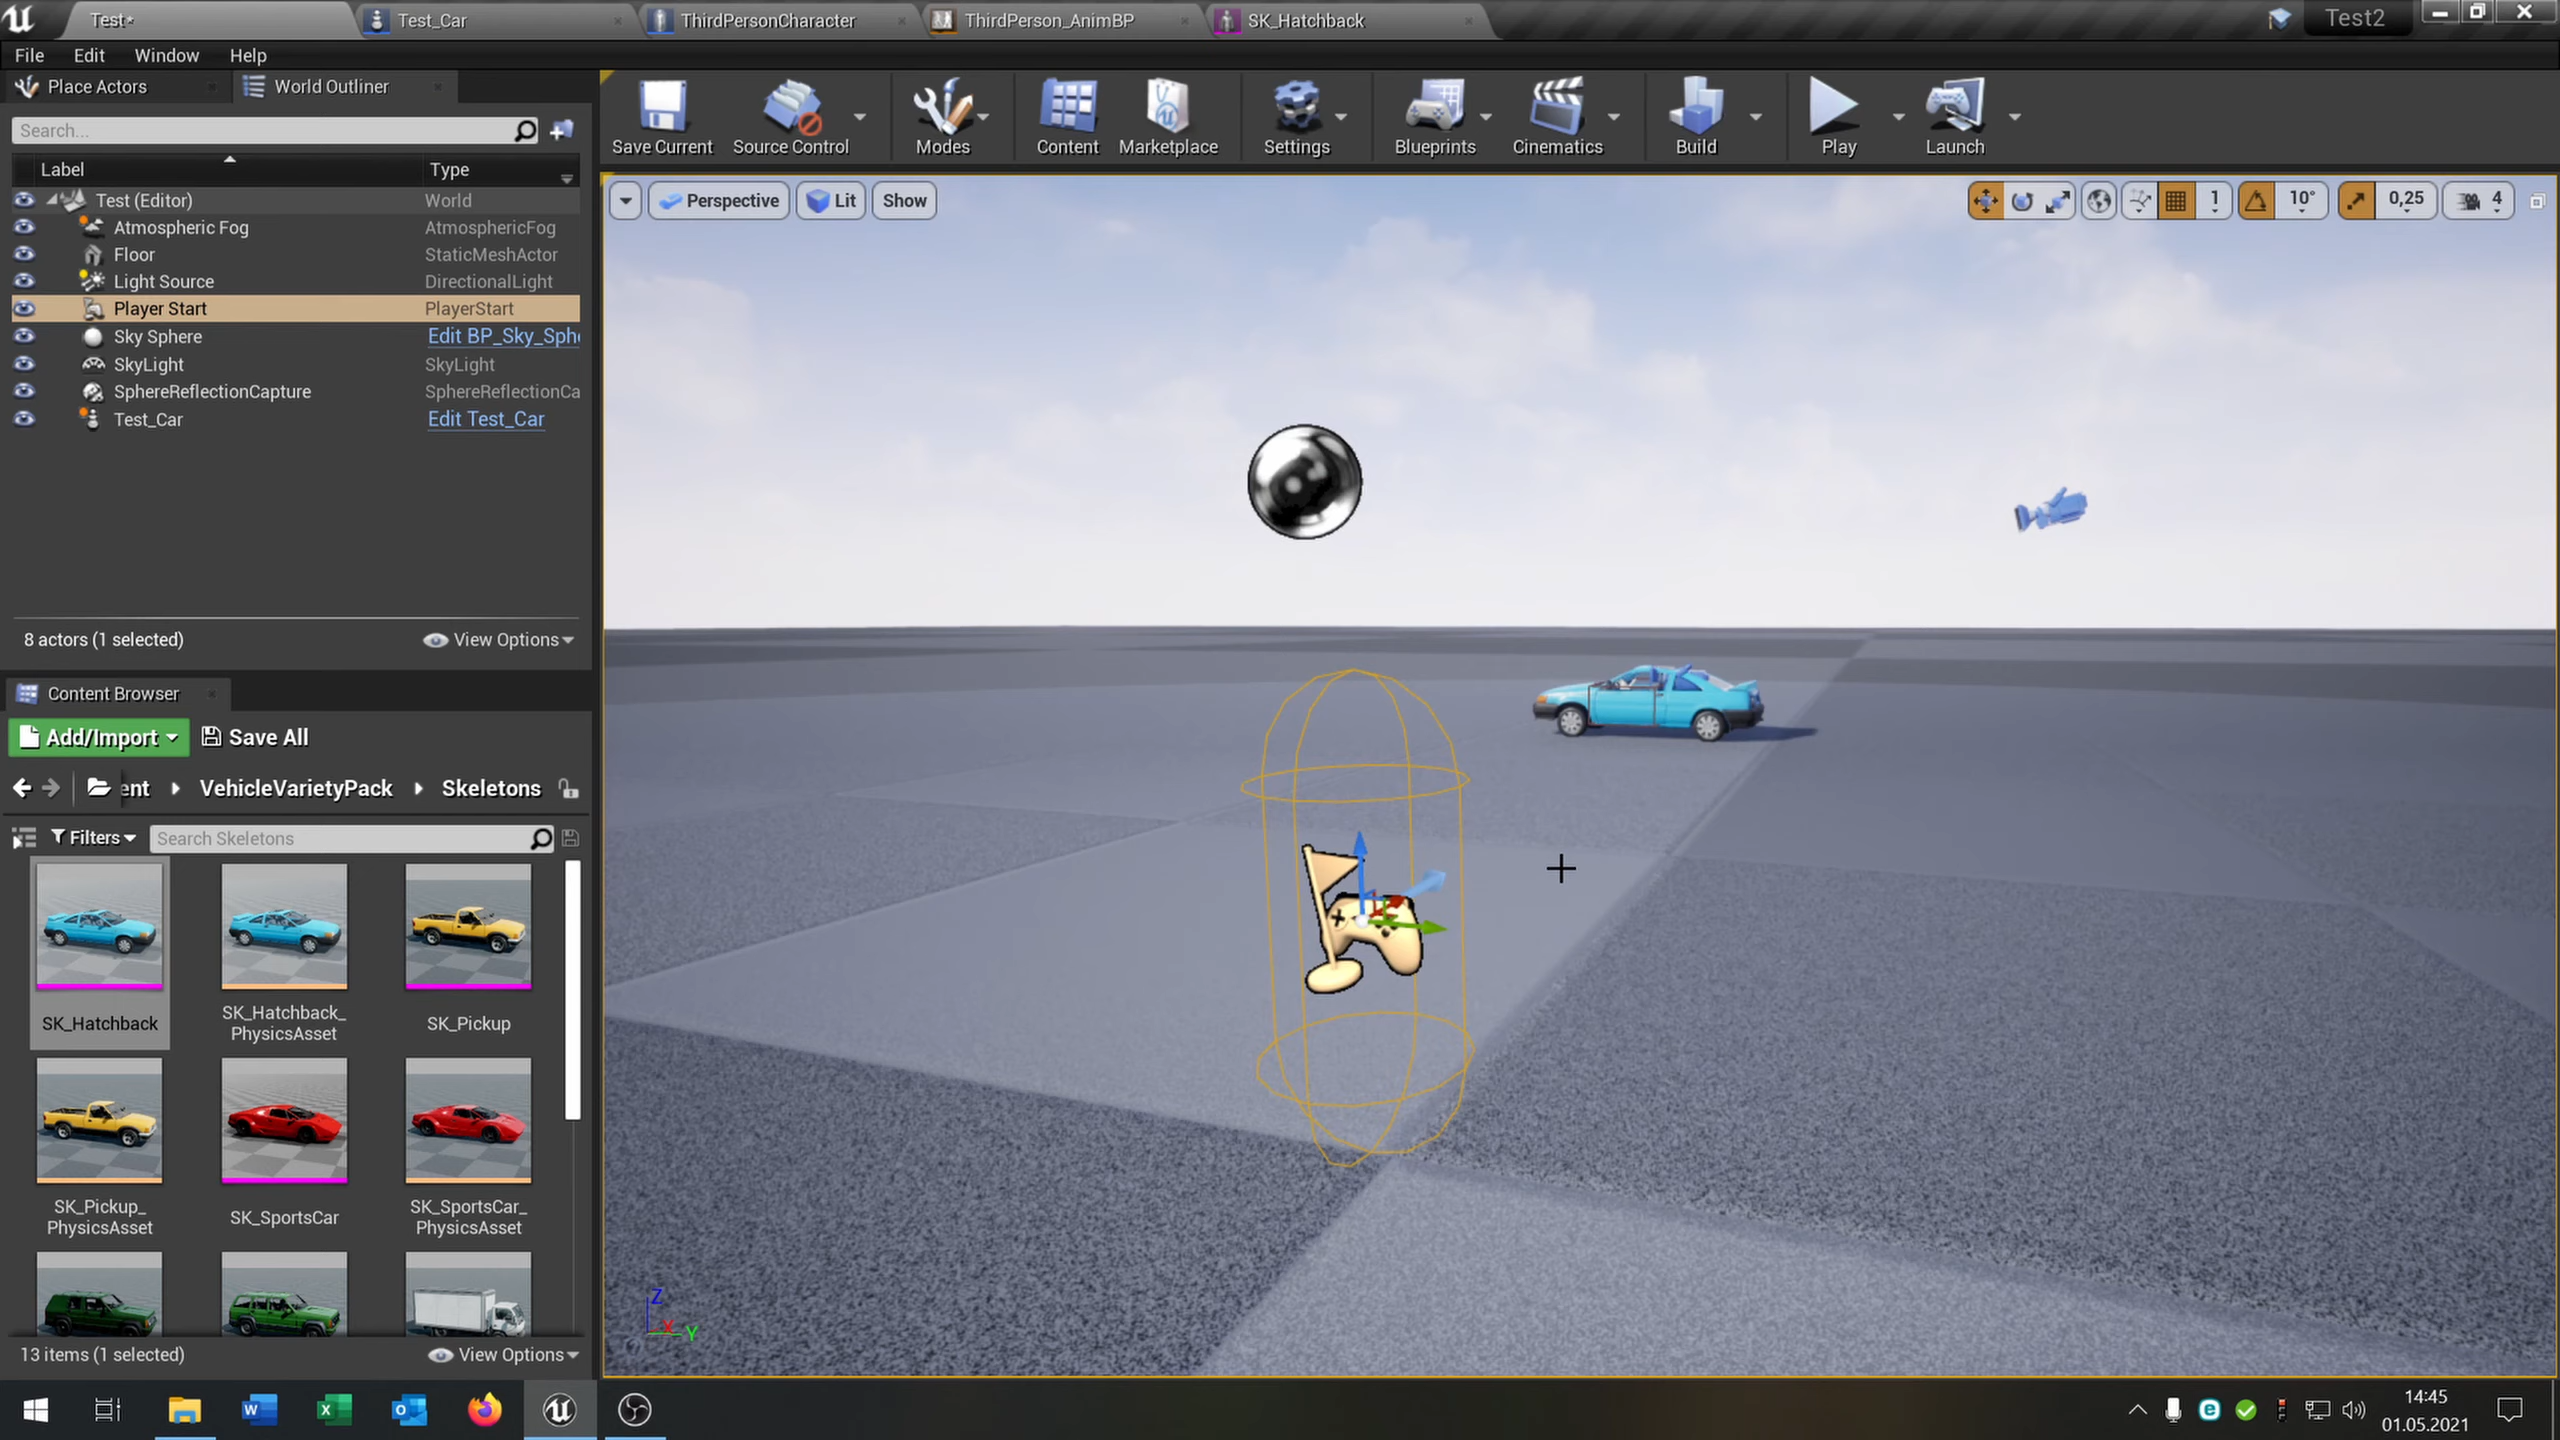 Test*
Test_Car
ThirdPersonCharacter
ThirdPerson_AnimBP
SK_Hatchback
Test2
File
Edit
Window
Help
Place Actors
World Outliner
Search...
Label
Type
Test (Editor)
World
Atmospheric Fog
AtmosphericFog
Floor
StaticMeshActor
Light Source
DirectionalLight
Player Start
PlayerStart
Sky Sphere
Edit BP_Sky_Sph
SkyLight
SkyLight
SphereReflectionCapture
SphereReflectionCa
Test_Car
Edit Test_Car
8 actors (1 selected)
View Options
Save Current
Source Control
Modes
Content
Marketplace
Settings
Blueprints
Cinematics
Build
Play
Launch
Perspective
Lit
Show
1
10°
0,25
4
Content Browser
Add/Import
Save All
ent
VehicleVarietyPack
Skeletons
Filters
Search Skeletons
SK_Hatchback
SK_Hatchback_
PhysicsAsset
SK_Pickup
SK_Pickup_
PhysicsAsset
SK_SportsCar
SK_SportsCar_
PhysicsAsset
13 items (1 selected)
View Options
Z
X
Y
14:45
01.05.2021